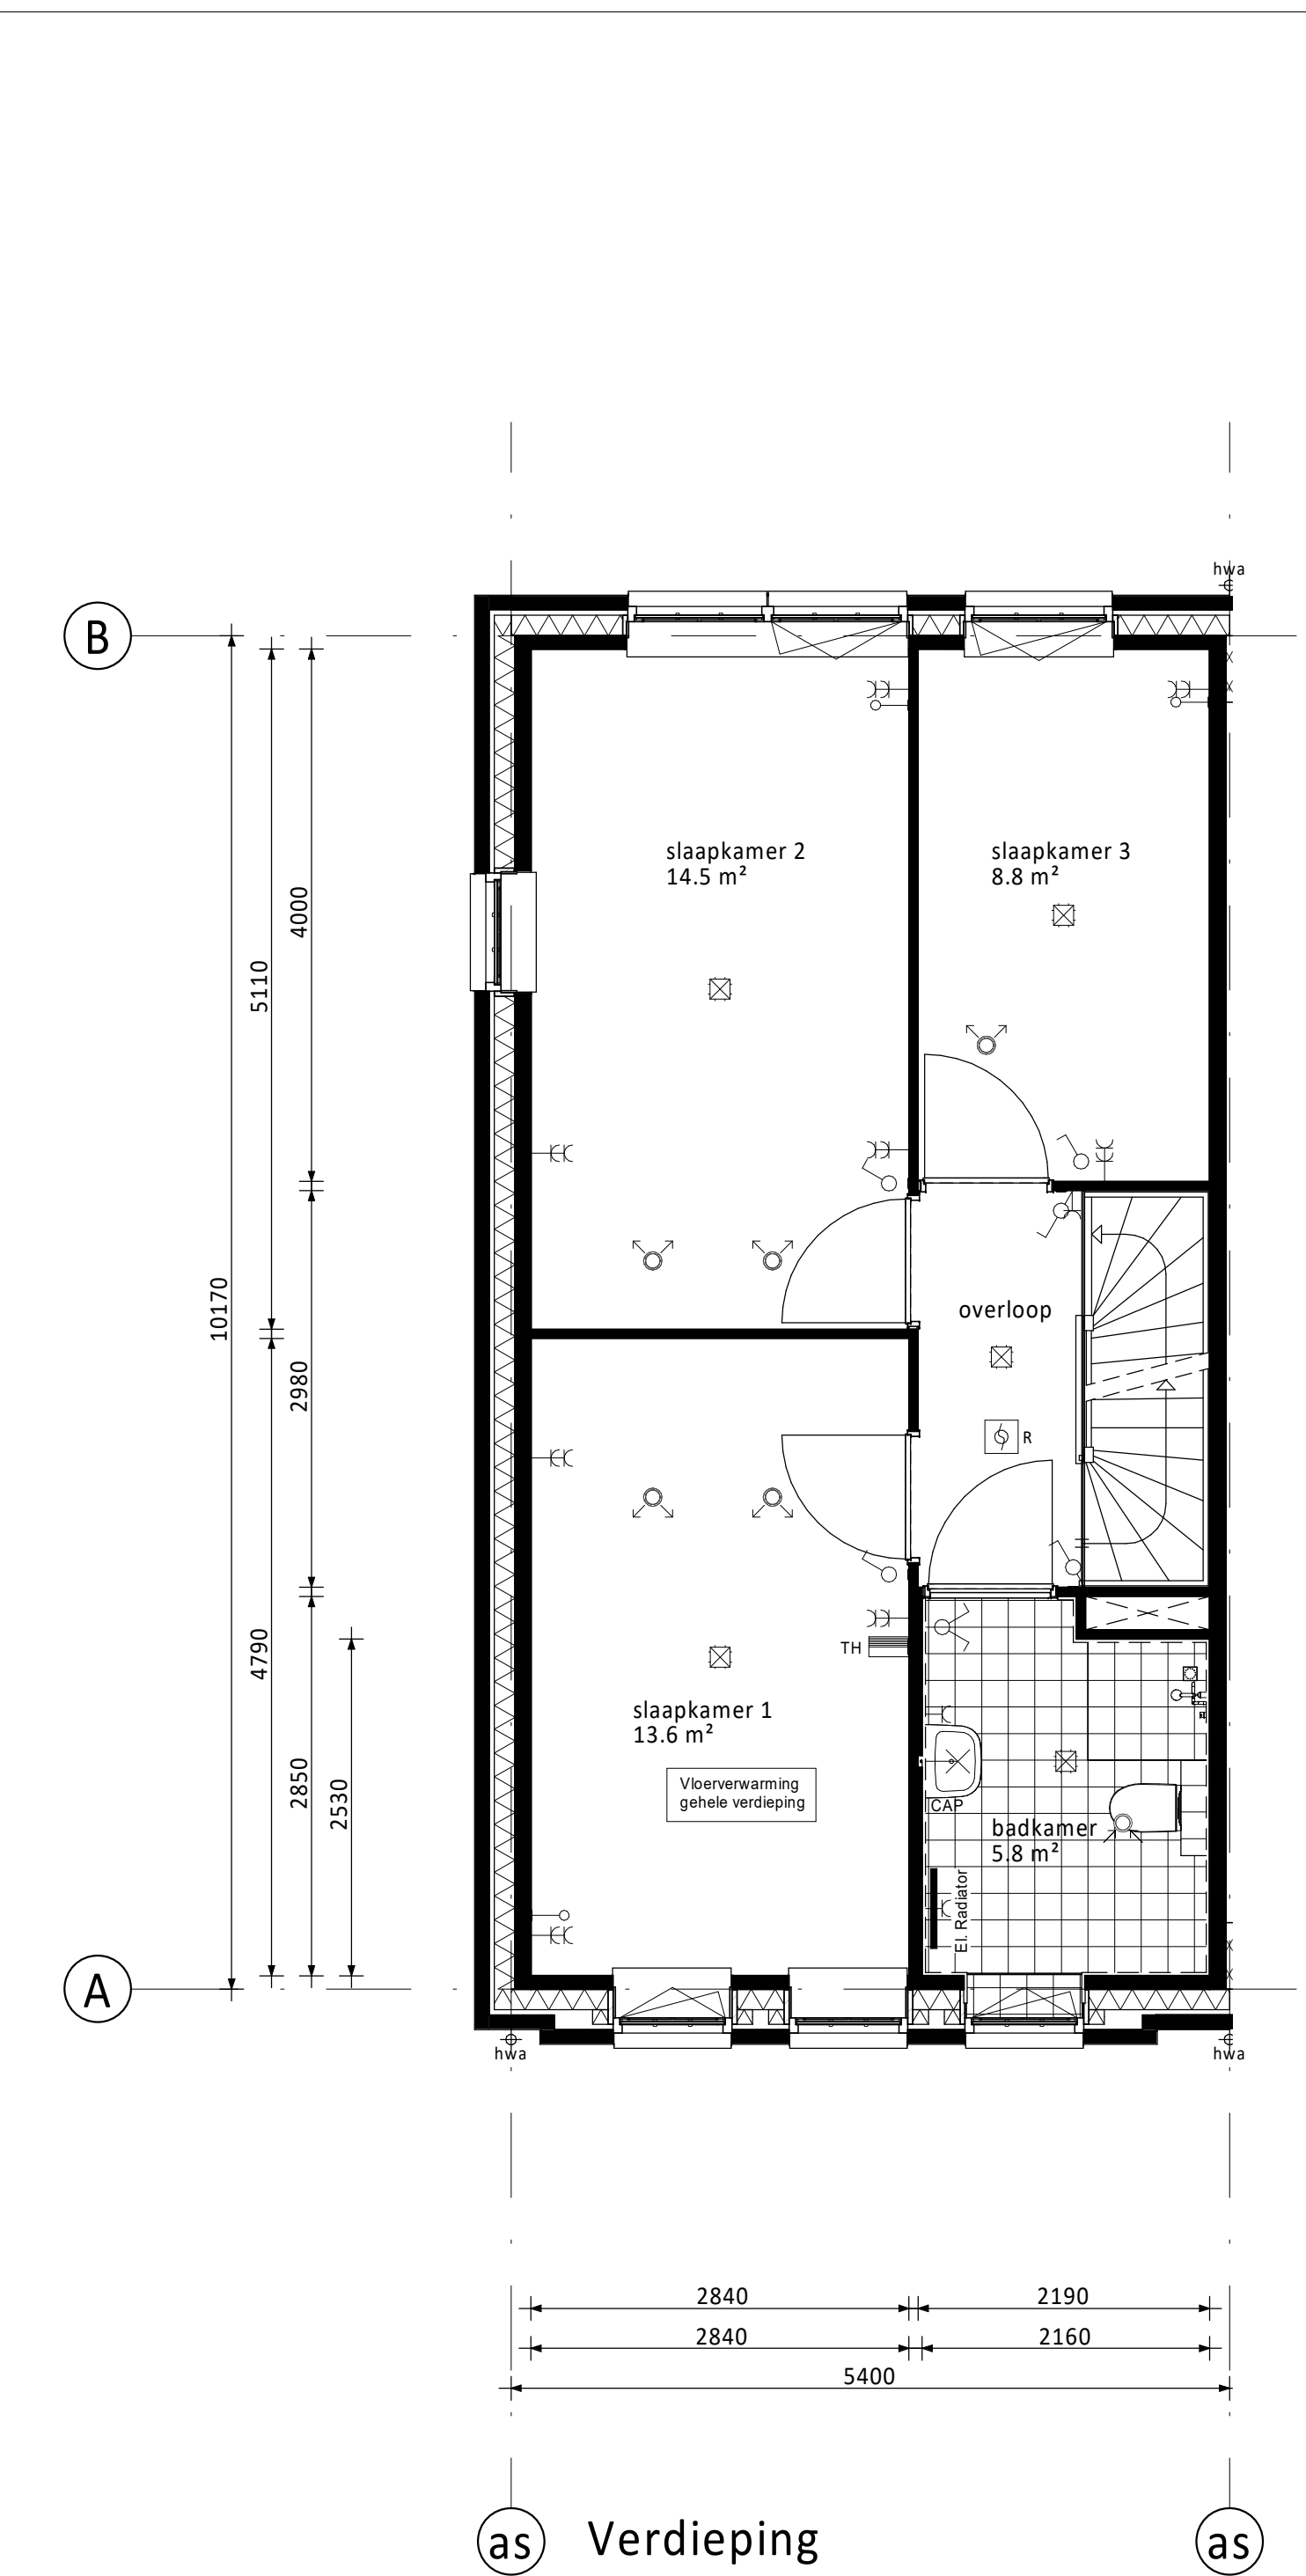 hwa
B
slaapkamer 2
14.5 m²
slaapkamer 3
8.8 m²
4000
5110
10170
overloop
2980
R
4790
TH
slaapkamer 1
13.6 m²
2850
2530
Vloerverwarming
gehele verdieping
CAP
badkamer
5.8 m²
El. Radiator
A
hwa
hwa
2840
2190
2840
2160
5400
as
Verdieping
as